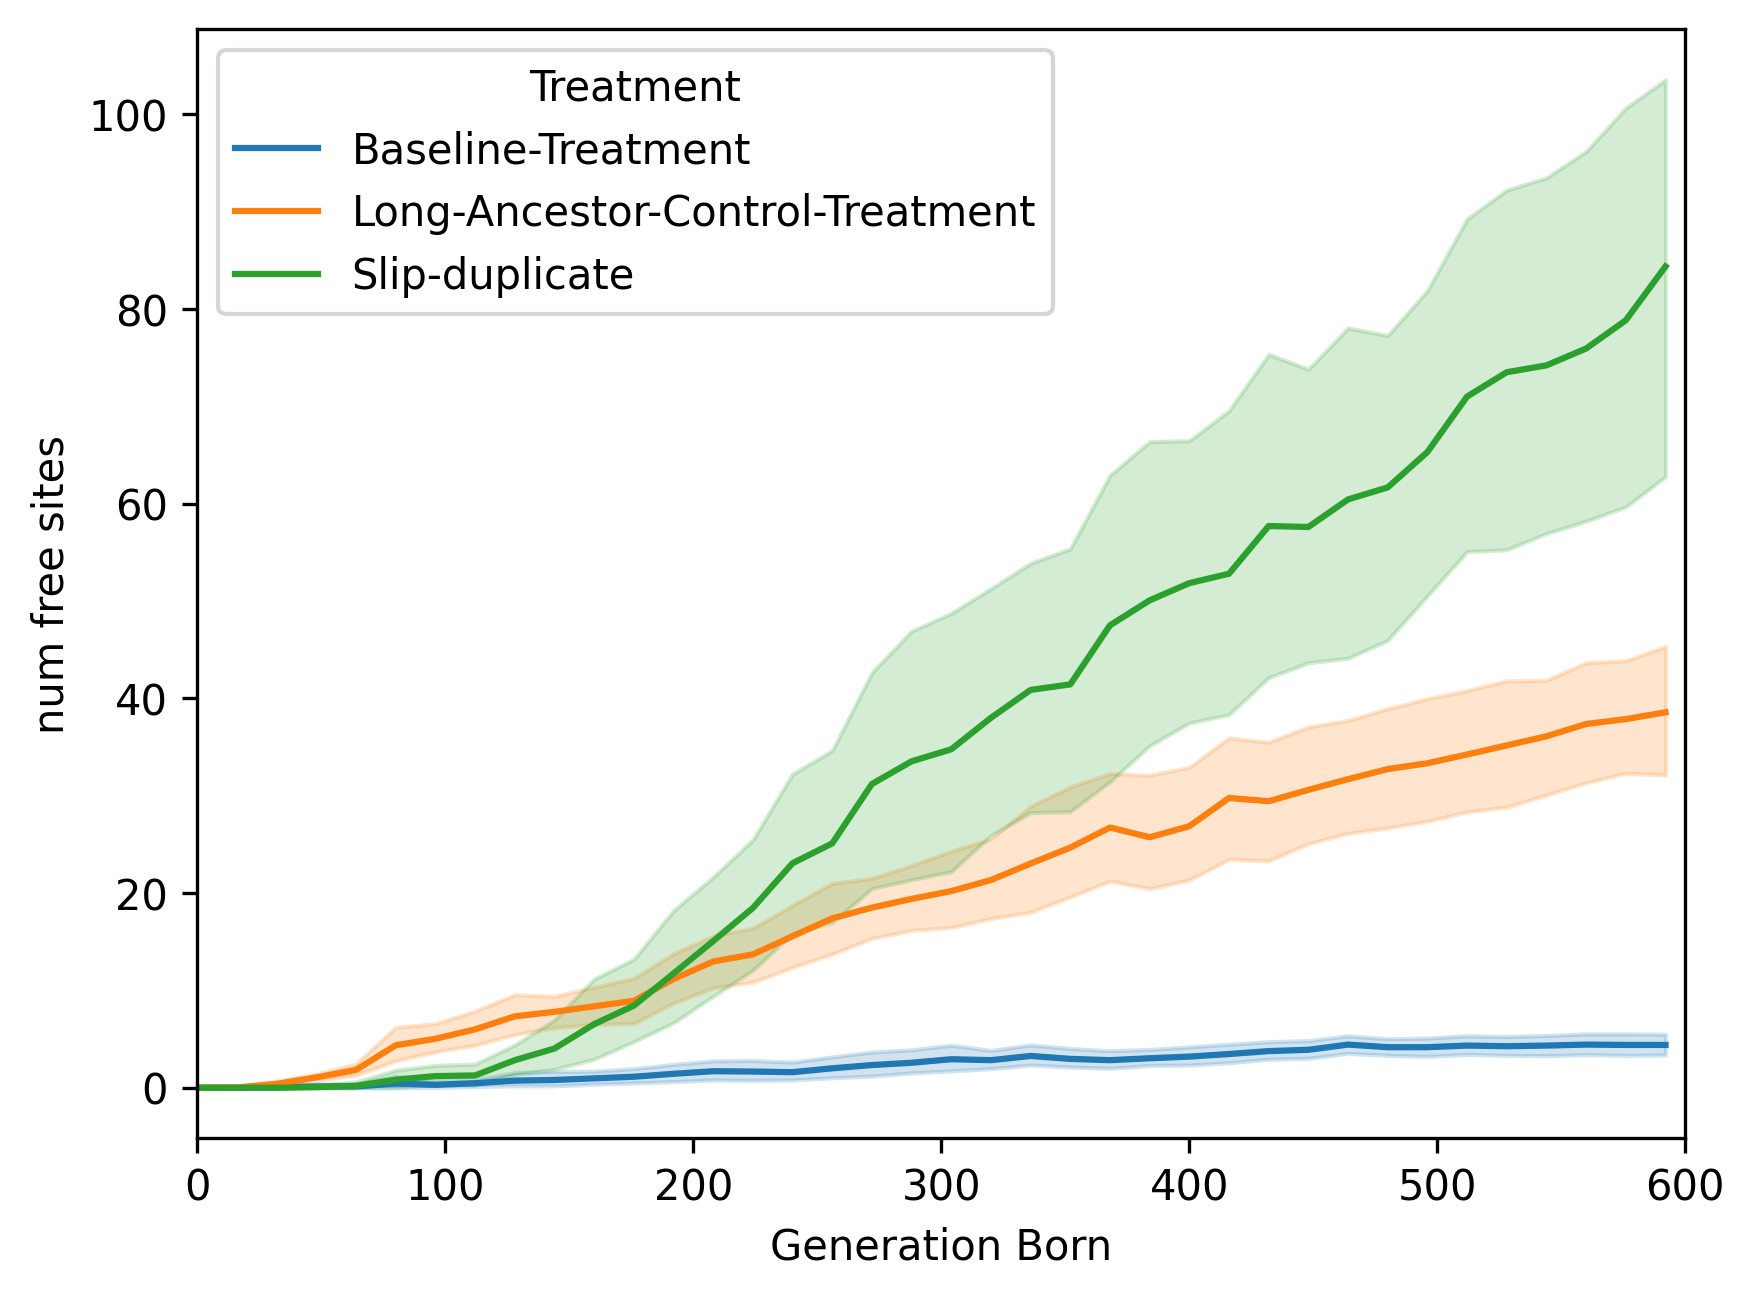 Treatment
Baseline-Treatment
Long-Ancestor-Control-Treatment
Slip-duplicate
num free sites
100
80
60
40
20
0
0 100 200 300 400 500 600
Generation Born